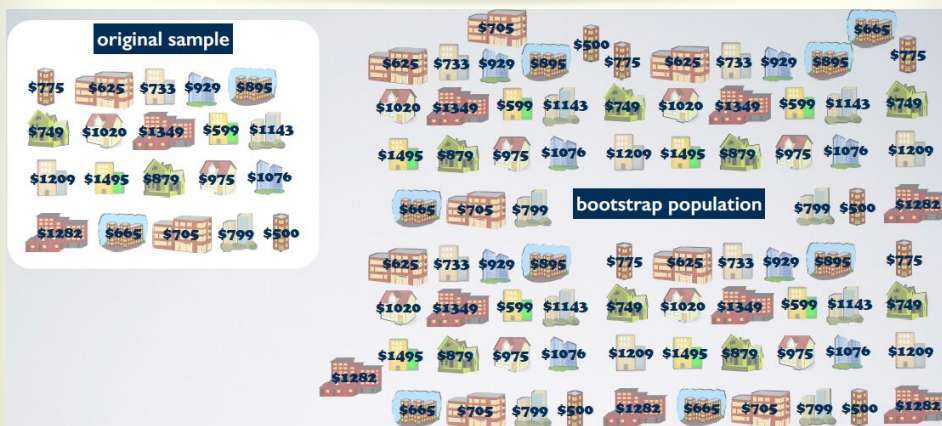 original sample
$775 $625 $733 $929 $895
$749 $1020 $1349 $599 $1143
$1209 $1495 $879 $975 $1076
$1282 $665 $705 $799 $500
$705 $500 $665
$625 $733 $929 $895 $775 $625 $733 $929 $895 $775
$1020 $1349 $599 $1143 $749 $1020 $1349 $599 $1143 $749
$1495 $879 $975 $1076 $1209 $1495 $879 $975 $1076 $1209
$665 $705 $799 bootstrap population $799 $500 $1282
$625 $733 $929 $895 $775 $625 $733 $929 $895 $775
$1020 $1349 $599 $1143 $749 $1020 $1349 $599 $1143 $749
$1495 $879 $975 $1076 $1209 $1495 $879 $975 $1076 $1209
$1282
$665 $705 $799 $500 $1282 $665 $705 $799 $500 $1282